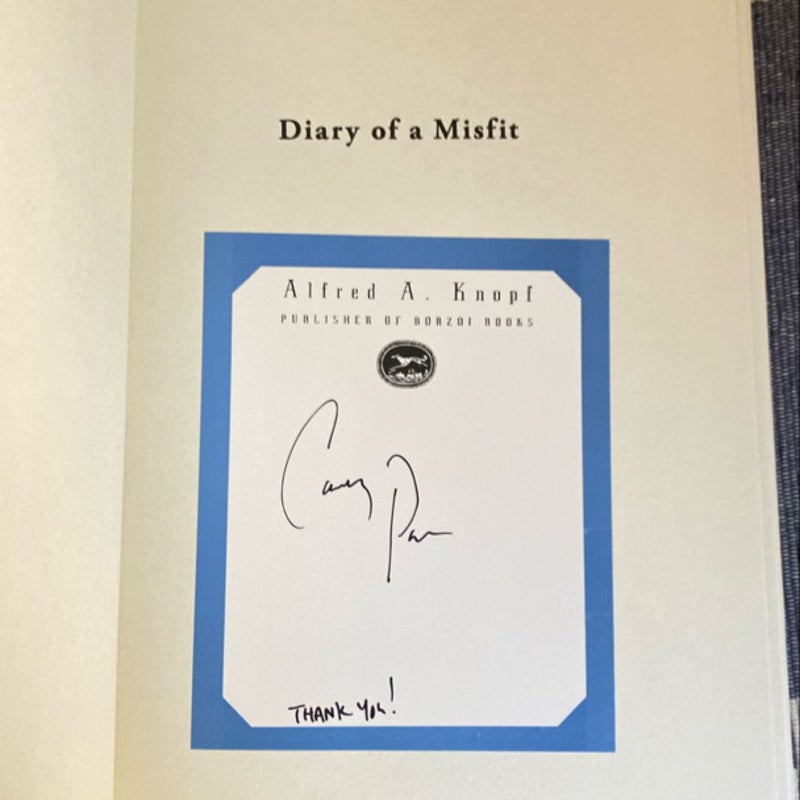 Diary of a Misfit
Alfred A. Knopf
PUBLISHER OF BORZOI BOOKS
THANK YOU!